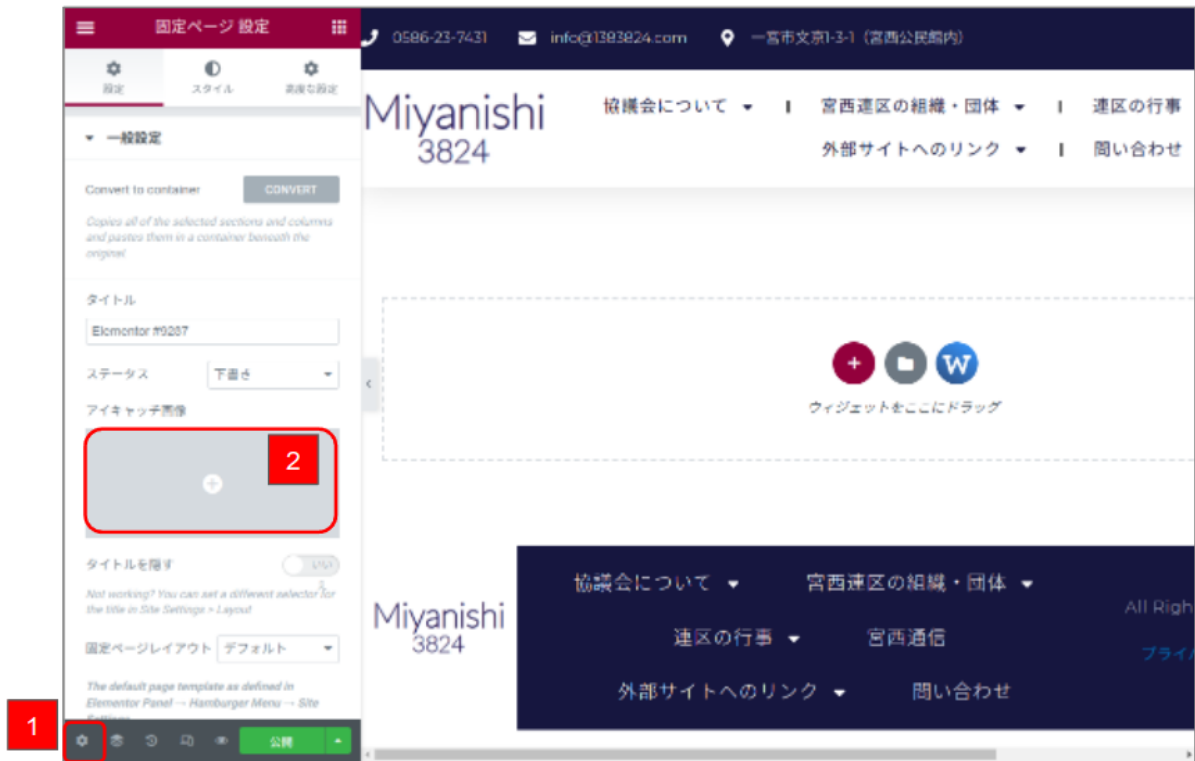 固定ページ 設定
設定
スタイル
高度な設定
一般設定
Convert to container
CONVERT
Copies all of the selected sections and columns
and pastes them in a container beneath the
original
タイトル
Elementor #9287
ステータス
下書き
アイキャッチ画像
2
タイトルを隠す
いい
え
Not working? You can set a different selector for
the title in Site Settings > Layout
固定ページレイアウト
デフォルト
The default page template as defined in
Elementor Panel → Hamburger Menu → Site
Settings
1
公開
0586-23-7431
info@1383824.com
一宮市文京1-3-1（宮西公民館内）
Miyanishi
3824
協議会について
宮西連区の組織・団体
連区の行事
外部サイトへのリンク
問い合わせ
W
ウィジェットをここにドラッグ
Miyanishi
3824
協議会について
宮西連区の組織・団体
連区の行事
宮西通信
外部サイトへのリンク
問い合わせ
All Righ
プライ